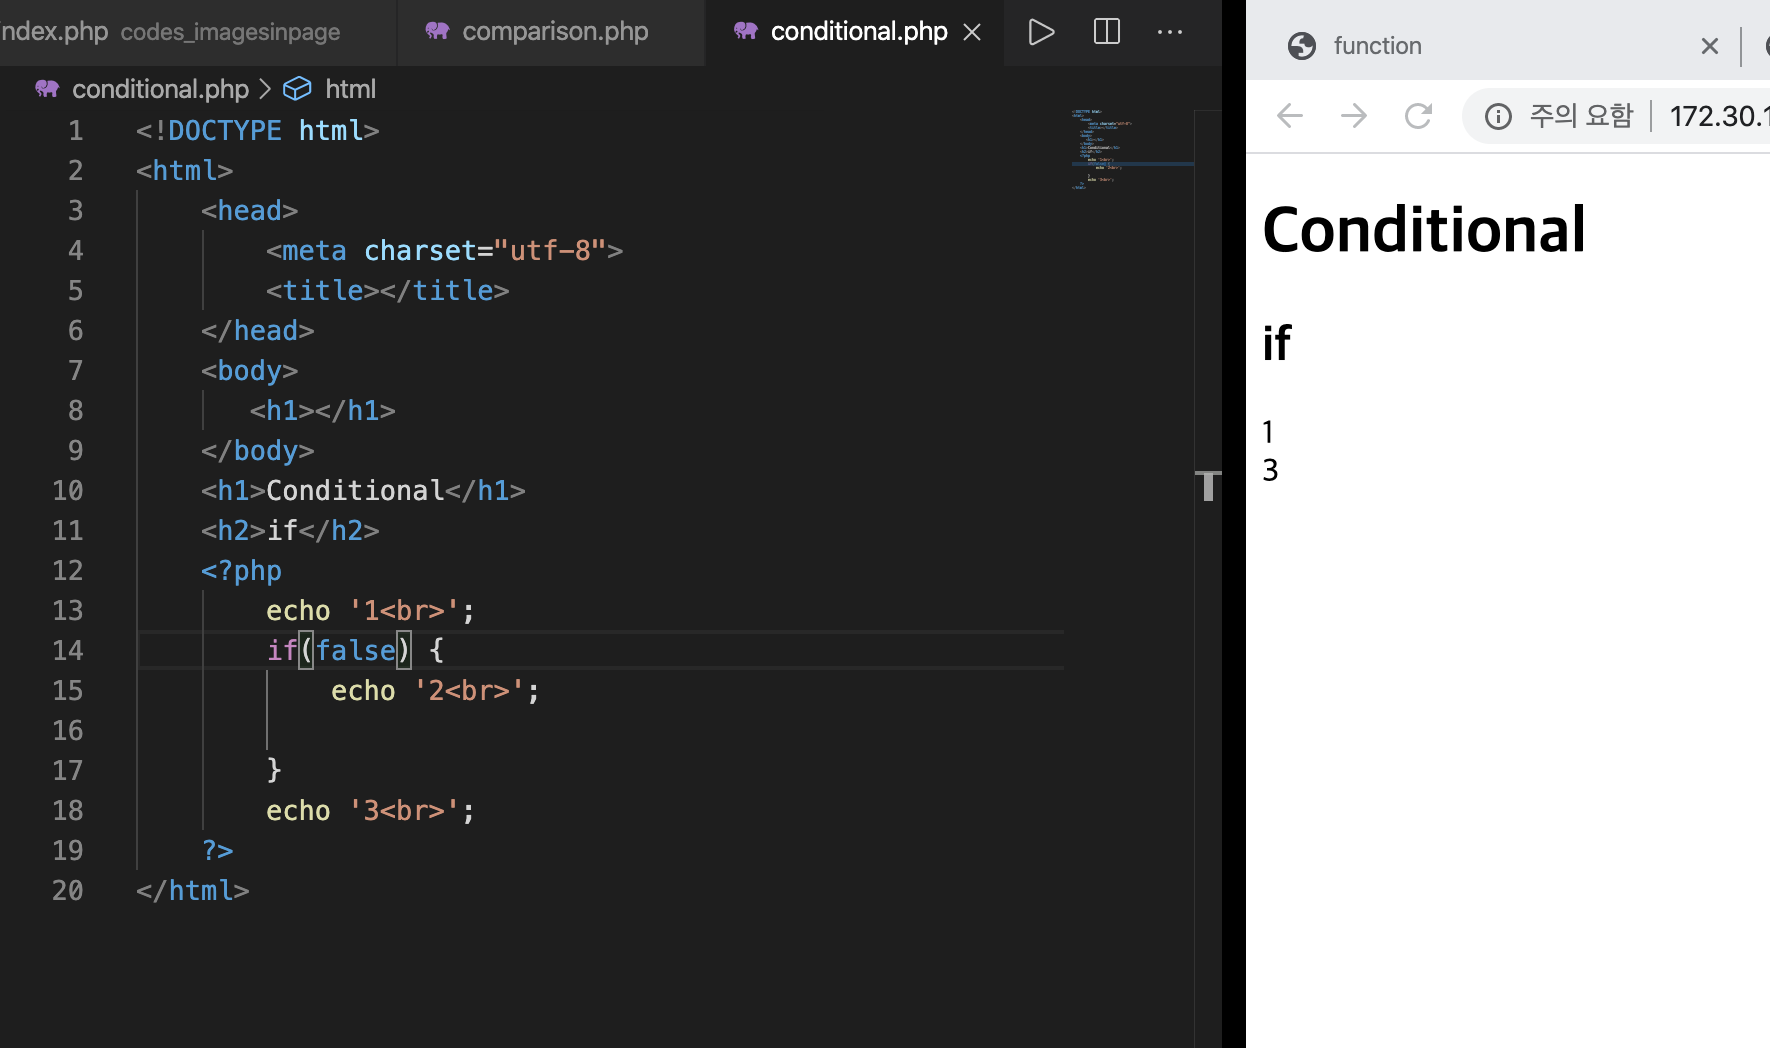 ndex.php codes_imagesinpage comparison.php conditional.php
conditional.php > html
1 <!DOCTYPE html>
2 <html>
3 <head>
4 <meta charset="utf-8">
5 <title></title>
6 </head>
7 <body>
8 <h1></h1>
9 </body>
10 <h1>Conditional</h1>
11 <h2>if</h2>
12 <?php
13 echo '1<br>';
14 if(false) {
15 echo '2<br>';
16
17 }
18 echo '3<br>';
19 ?>
20 </html>
function
주의 요함 172.30.1
Conditional
if
1
3